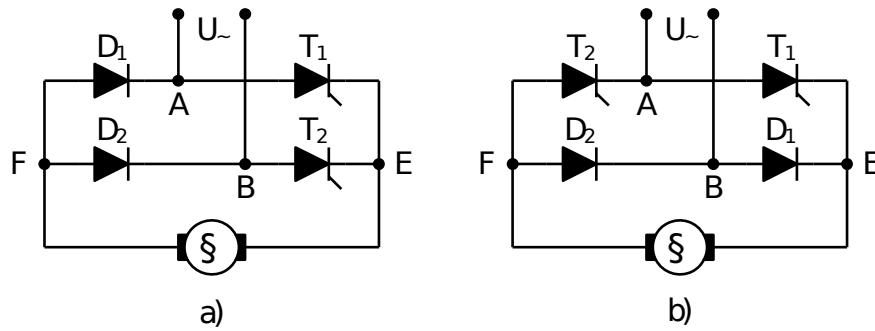 U~ U~
D1 T1 T2 T1
A A
D2 T2 D2 D1
F E F E
B B
§ §
a) b)